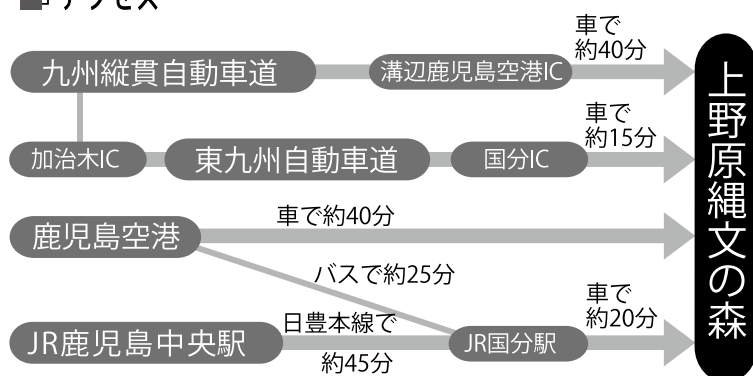 アクセス
車で
約40分
九州縦貫自動車道
溝辺鹿児島空港IC
車で
約15分
加治木IC
東九州自動車道
国分IC
車で約40分
鹿児島空港
バスで約25分
車で
約20分
日豊本線で
JR鹿児島中央駅
JR国分駅
約45分
上野原縄文の森